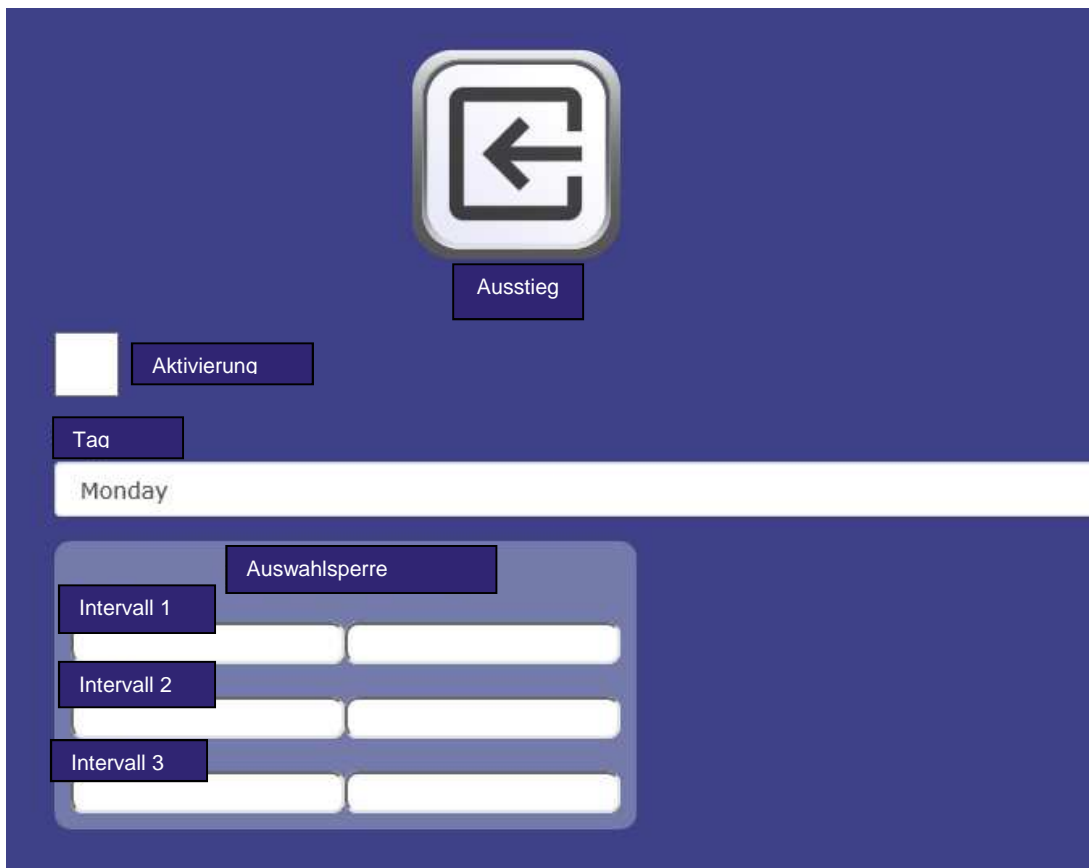 Ausstieg
Aktivierung
Tag
Monday
Auswahlsperre
Intervall 1
Intervall 2
Intervall 3